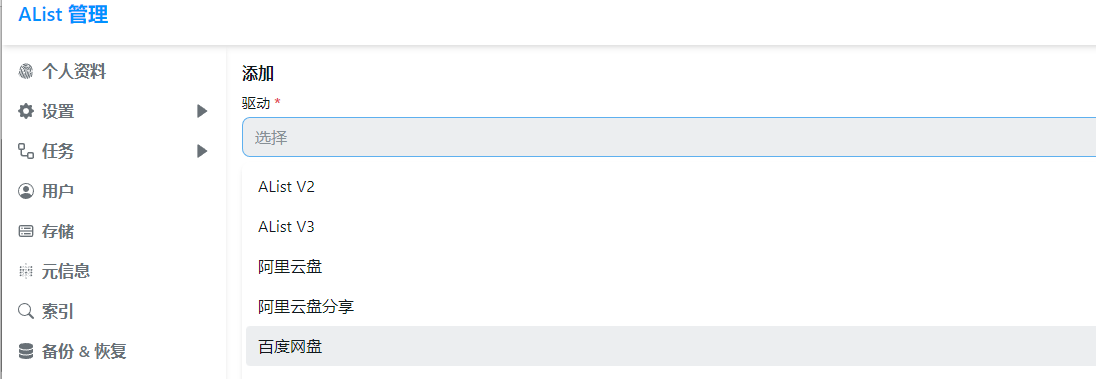 AList 管理
个人资料
设置
任务
用户
存储
元信息
索引
备份 & 恢复
添加
驱动 *
选择
AList V2
AList V3
阿里云盘
阿里云盘分享
百度网盘